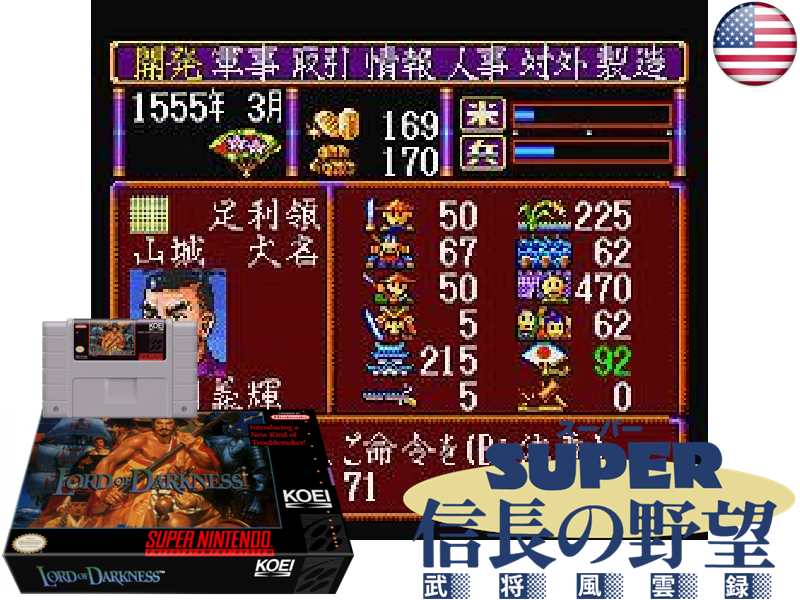 開発 軍事 取引 情報 人事 対外 製造
1555年 3月
169
170
米
兵
足利領
山城 大名
義輝
50 225
67 62
50 470
5 62
215 92
5 0
ご命令を(B:
71
KOEI
Introducing a
New Kind of
Troublemaker!
LORD OF DARKNESS
KOEI
SUPER NINTENDO
LORD OF DARKNESS™
KOEI
スーパー
SUPER
信長の野望
武将風雲録